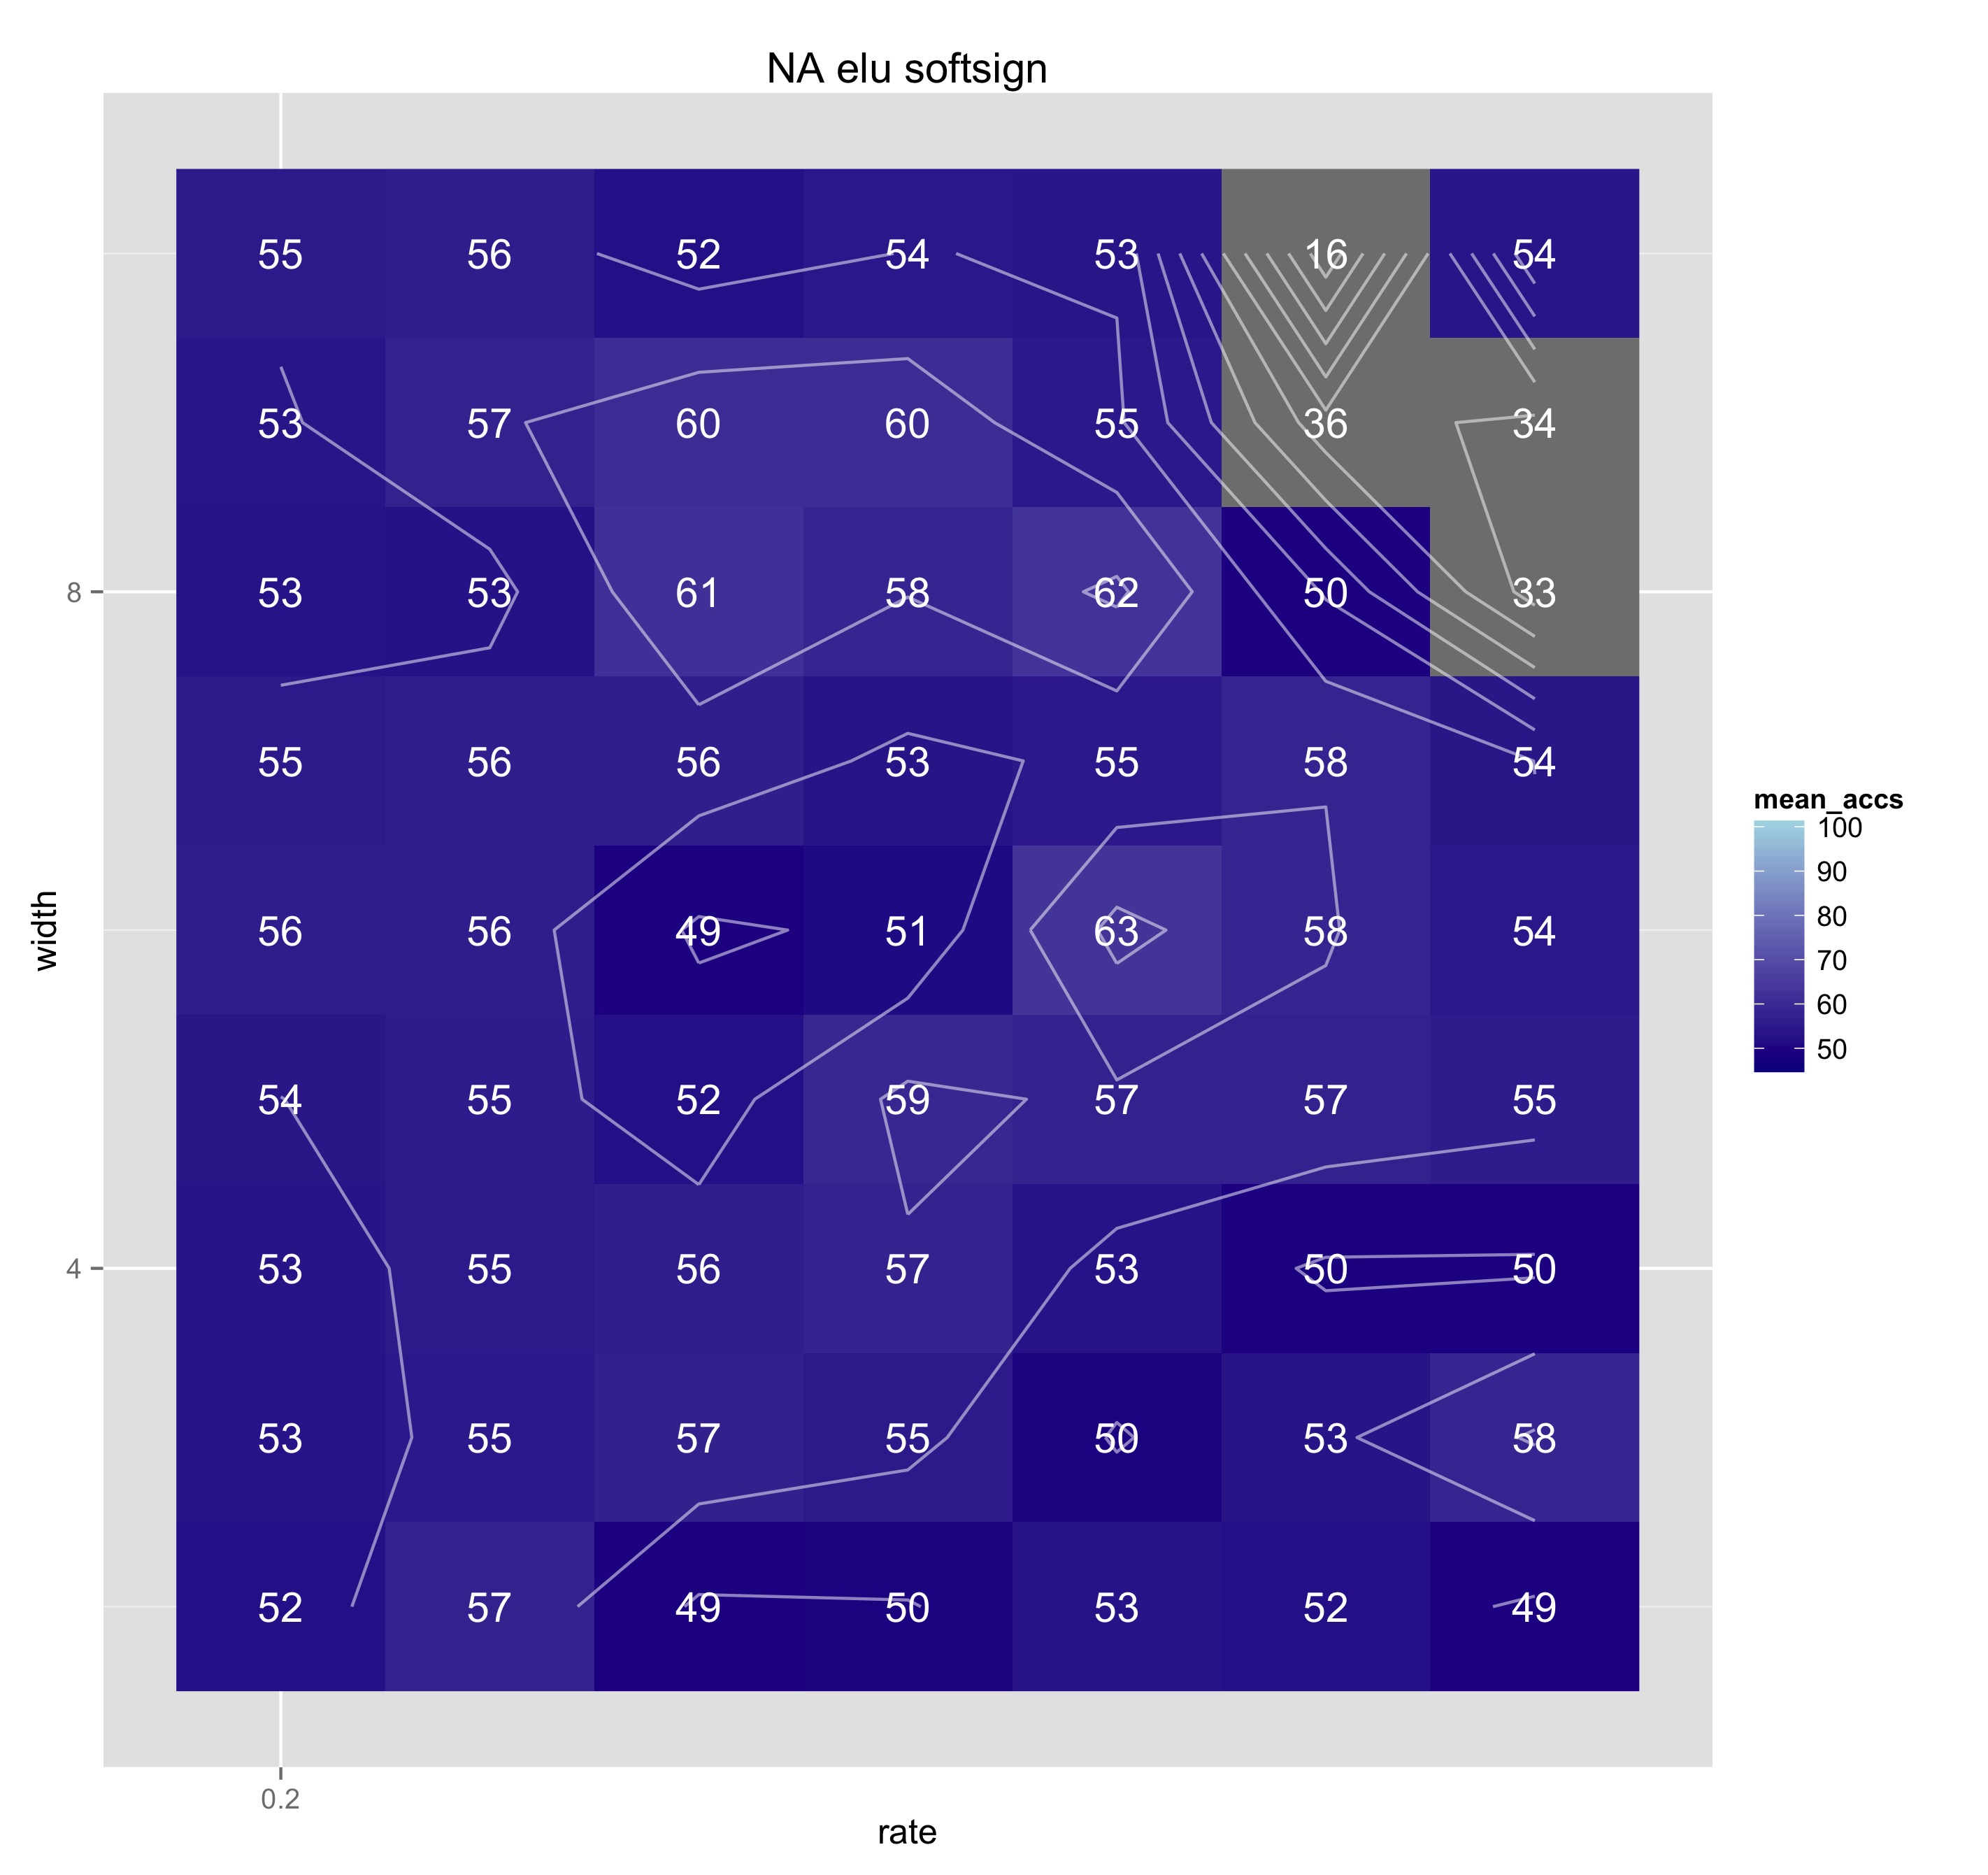 NA elu softsign
55 56 52 54 53 16 54
53 57 60 60 55 36 34
8 53 53 61 58 62 50 33
55 56 56 53 55 58 54
56 56 49 51 63 58 54
54 55 52 59 57 57 55
4 53 55 56 57 53 50 50
53 55 57 55 50 53 58
52 57 49 50 53 52 49
0.2
rate
width
mean_accs
100
90
80
70
60
50